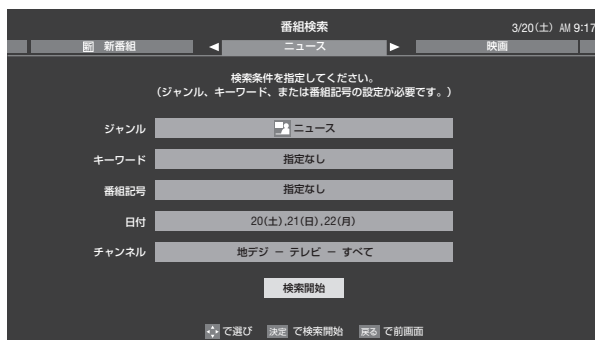 番組検索 3/20(土) AM 9:17
新番組 ◀ ニュース ▶ 映画
検索条件を指定してください。
(ジャンル、キーワード、または番組記号の設定が必要です。)
ジャンル ニュース
キーワード 指定なし
番組記号 指定なし
日付 20(土),21(日),22(月)
チャンネル 地デジ － テレビ － すべて
検索開始
で選び 決定 で検索開始 戻る で前画面